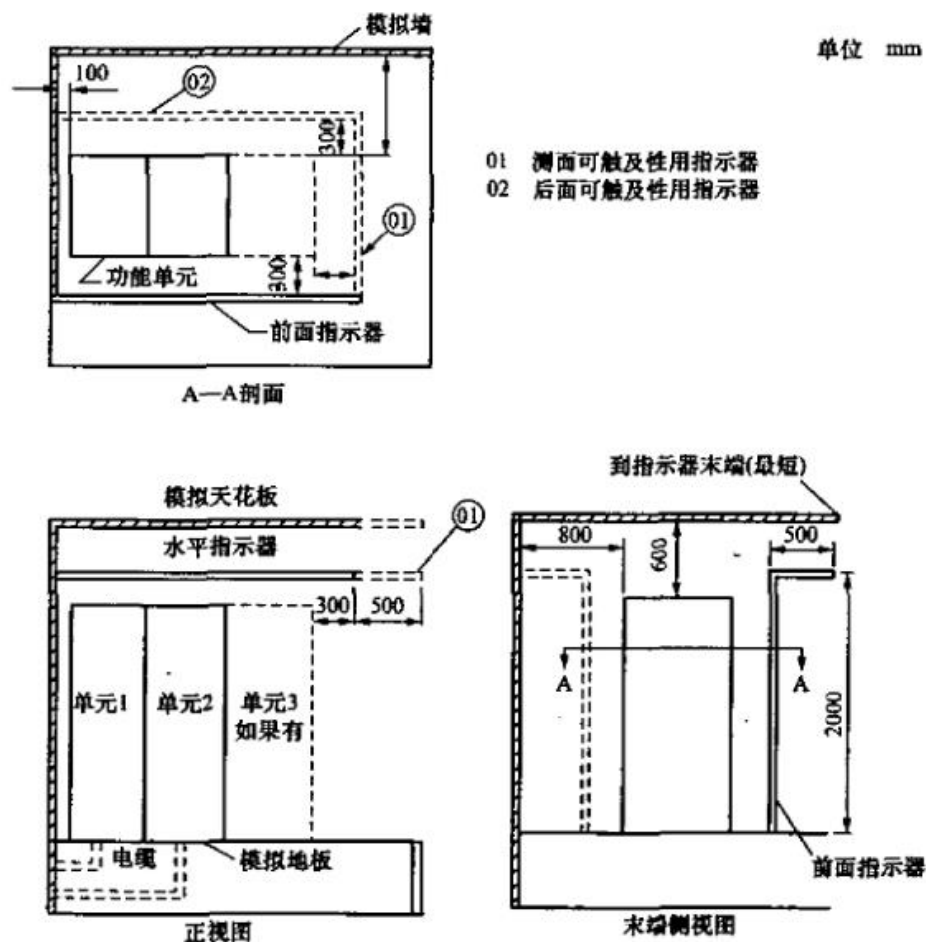 模拟墙
单位 mm
100
02
300
01 测面可触及性用指示器
02 后面可触及性用指示器
01
功能单元
300
前面指示器
A—A剖面
到指示器末端(最短)
模拟天花板
01
水平指示器
800
600
500
300
500
单元1
单元2
单元3
如果有
A
A
2000
电缆
模拟地板
前面指示器
正视图
末端侧视图